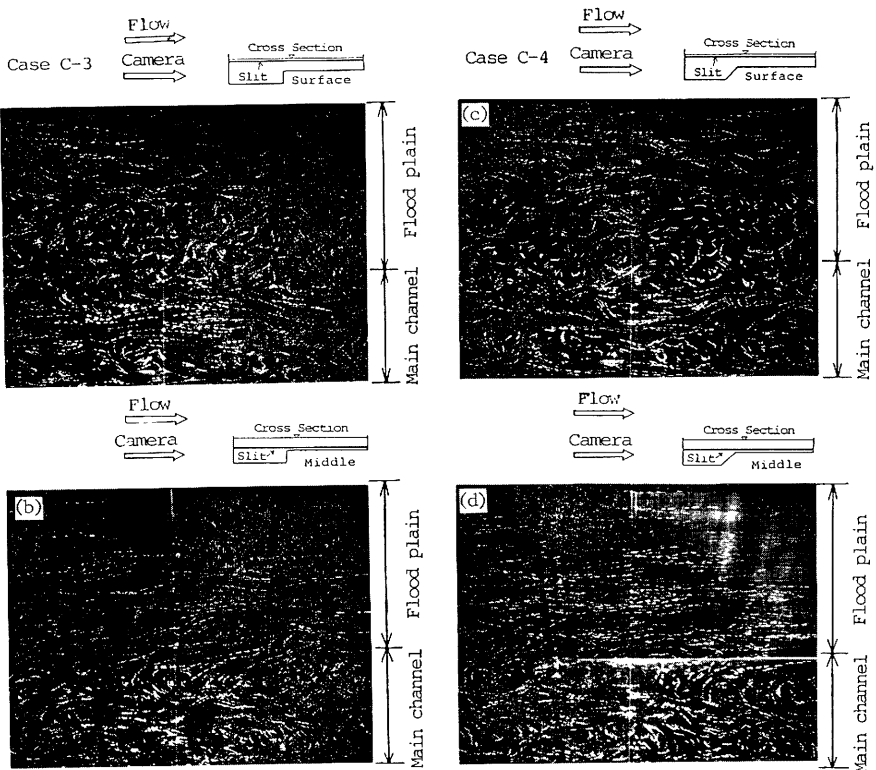 Flow
Case C-3
Camera
Cross Section
Slit
Surface
Flood plain
Main channel
Flow
Case C-4
Camera
Cross Section
Slit
Surface
(c)
Flood plain
Main channel
Flow
Camera
Cross Section
Slit
Middle
(b)
Flood plain
Main channel
Flow
Camera
Cross Section
Slit
Middle
(d)
Flood plain
Main channel